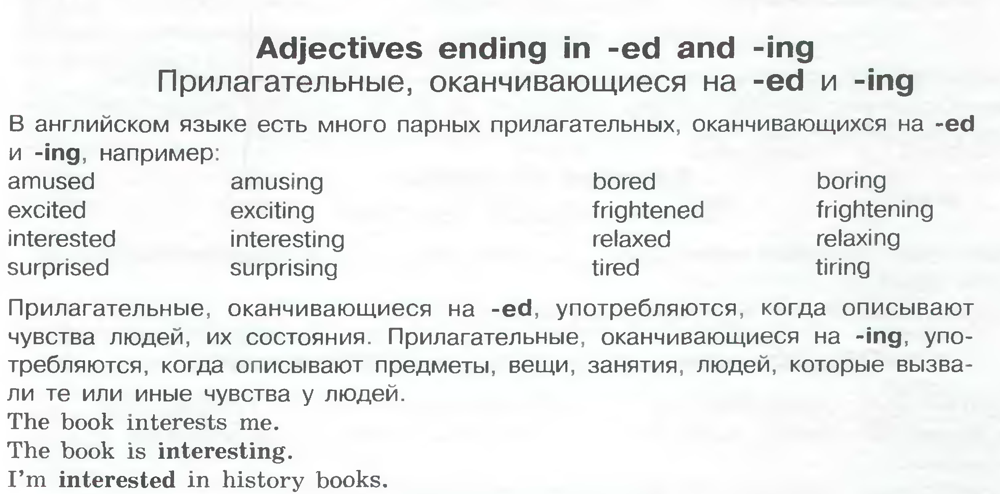 Adjectives ending in -ed and -ing
Прилагательные, оканчивающиеся на -ed и -ing
В английском языке есть много парных прилагательных, оканчивающихся на -ed
и -ing, например:
amused amusing bored boring
excited exciting frightened frightening
interested interesting relaxed relaxing
surprised surprising tired tiring
Прилагательные, оканчивающиеся на -ed, употребляются, когда описывают
чувства людей, их состояния. Прилагательные, оканчивающиеся на -ing, упо-
требляются, когда описывают предметы, вещи, занятия, людей, которые вызва-
ли те или иные чувства у людей.
The book interests me.
The book is interesting.
I'm interested in history books.